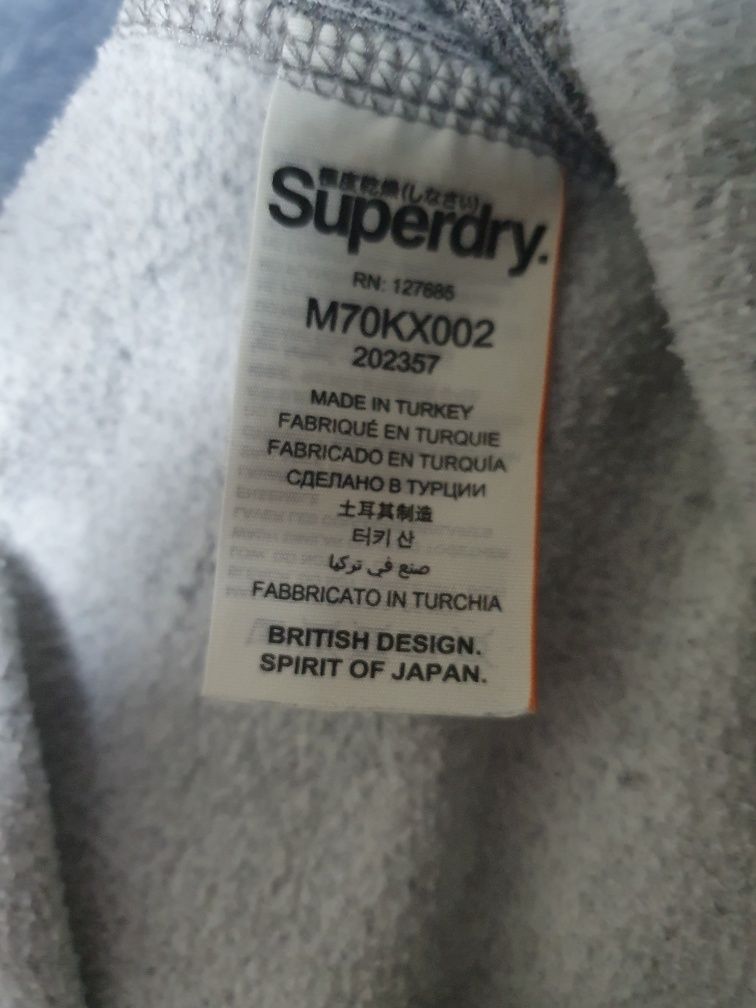 極度乾燥(しなさい)
Superdry.
RN: 127685
M70KX002
202357
MADE IN TURKEY
FABRIQUÉ EN TURQUIE
FABRICADO EN TURQUÍA
СДЕЛАНО В ТУРЦИИ
土耳其制造
터키 산
صنع في تركيا
FABBRICATO IN TURCHIA
BRITISH DESIGN.
SPIRIT OF JAPAN.